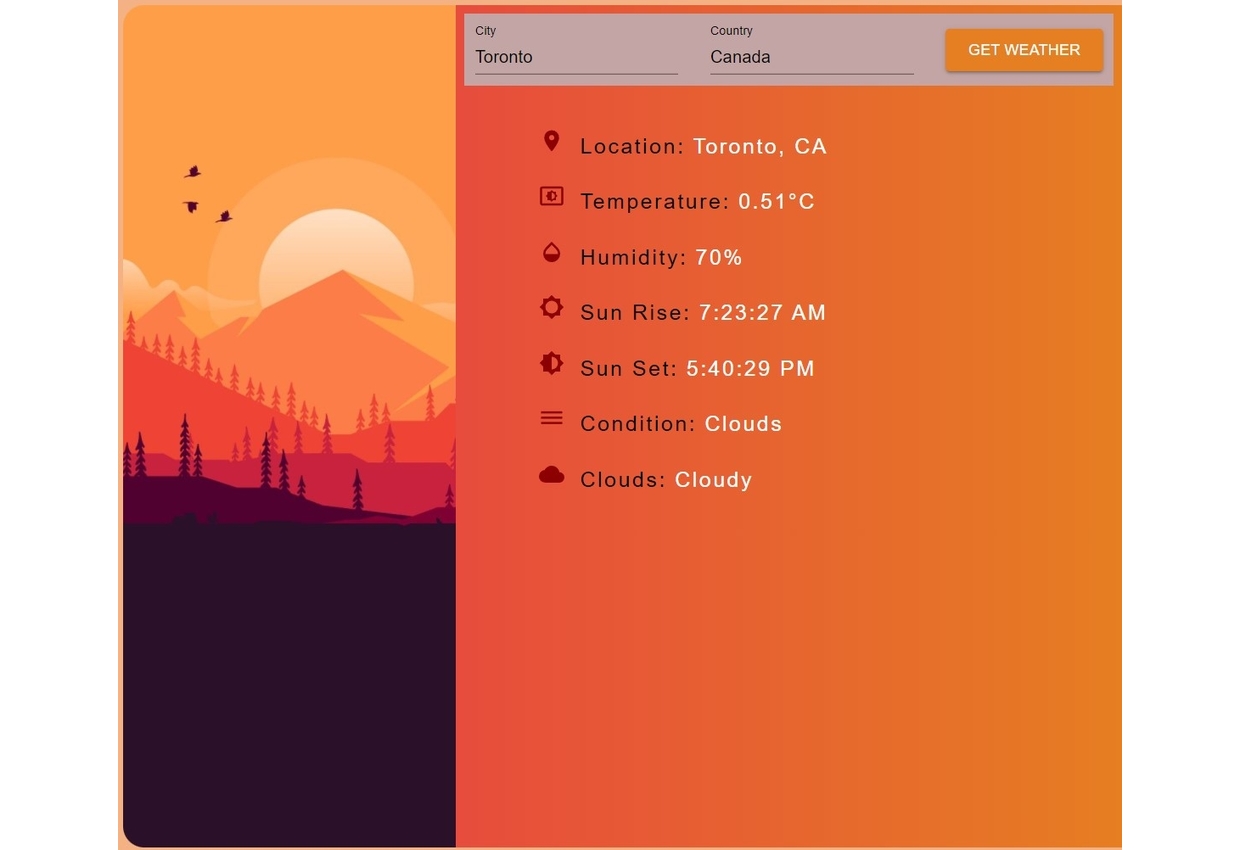 City
Toronto
Country
Canada
GET WEATHER
Location: Toronto, CA
Temperature: 0.51°C
Humidity: 70%
Sun Rise: 7:23:27 AM
Sun Set: 5:40:29 PM
Condition: Clouds
Clouds: Cloudy